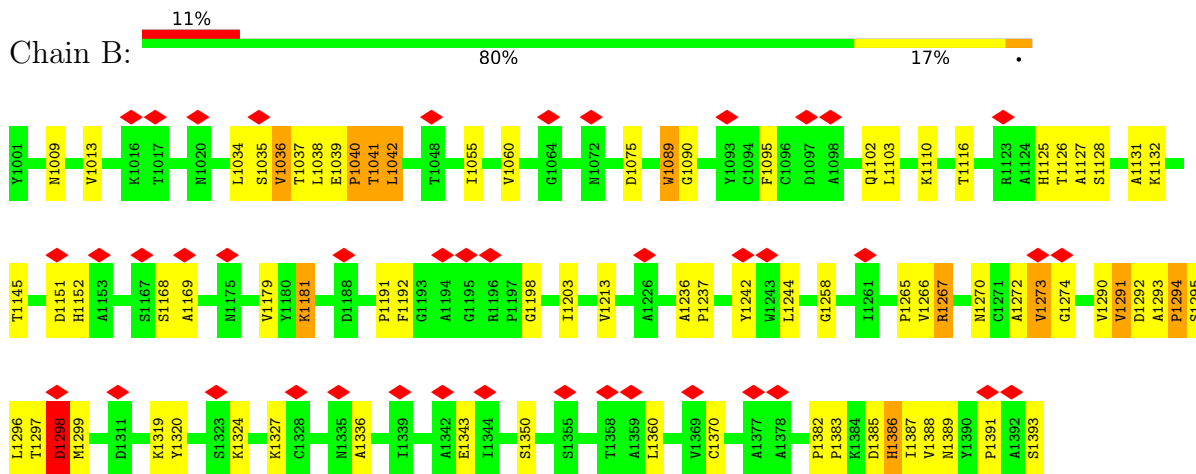 11%
Chain B:
80% 17% •
Y1001 N1009 V1013 K1016 T1017 N1020 L1034 S1035 V1036 T1037 L1038 E1039 P1040 T1041 L1042 T1048 I1055 V1060 G1064 N1072 D1075 W1089 G1090 Y1093 C1094 F1095 C1096 D1097 A1098 Q1102 L1103 K1110 T1116 R1123 A1124 H1125 T1126 A1127 S1128 A1131 K1132
T1145 D1151 H1152 A1153 S1167 S1168 A1169 N1175 V1179 Y1180 K1181 D1188 P1191 F1192 G1193 A1194 G1195 R1196 P1197 G1198 I1203 V1213 A1226 A1236 P1237 Y1242 W1243 L1244 G1258 I1261 P1265 V1266 R1267 N1270 C1271 A1272 V1273 G1274 V1290 V1291 D1292 A1293 P1294 S1295
L1296 T1297 D1298 M1299 D1311 K1319 Y1320 S1323 K1324 K1327 C1328 N1335 A1336 I1339 A1342 E1343 I1344 S1350 S1355 T1358 A1359 L1360 V1369 C1370 A1377 A1378 P1382 P1383 K1384 D1385 H1386 I1387 V1388 N1389 Y1390 P1391 A1392 S1393